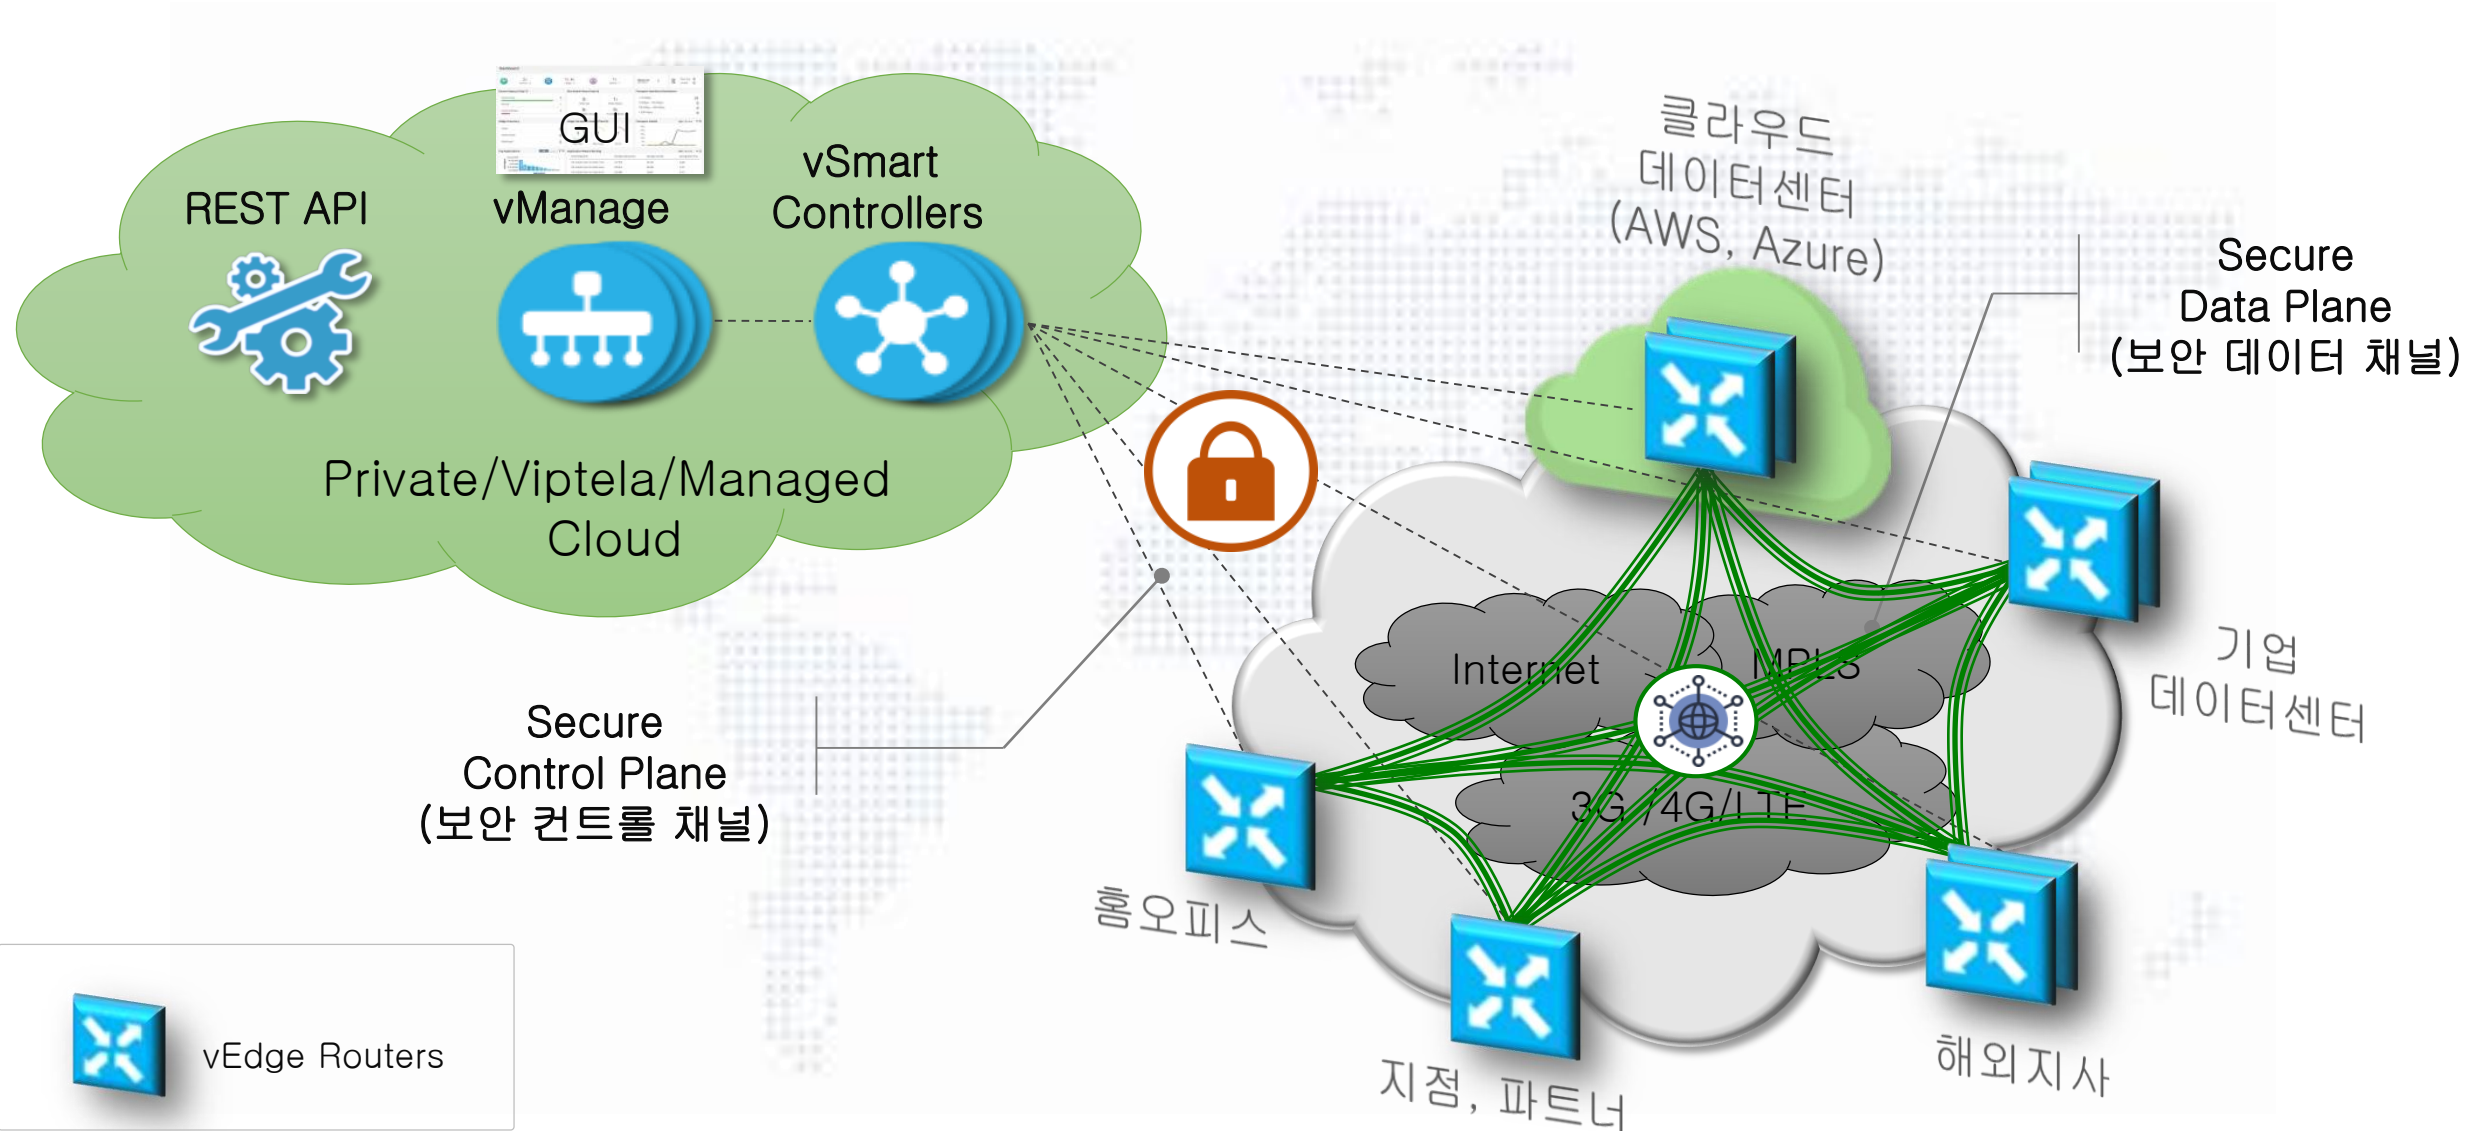 GUI
REST API
vManage
vSmart
Controllers
Private/Viptela/Managed
Cloud
클라우드
데이터센터
(AWS, Azure)
Secure
Data Plane
(보안 데이터 채널)
Internet
MPLS
3G /4G/LTE
기업
데이터센터
Secure
Control Plane
(보안 컨트롤 채널)
홈오피스
지점, 파트너
해외지사
vEdge Routers